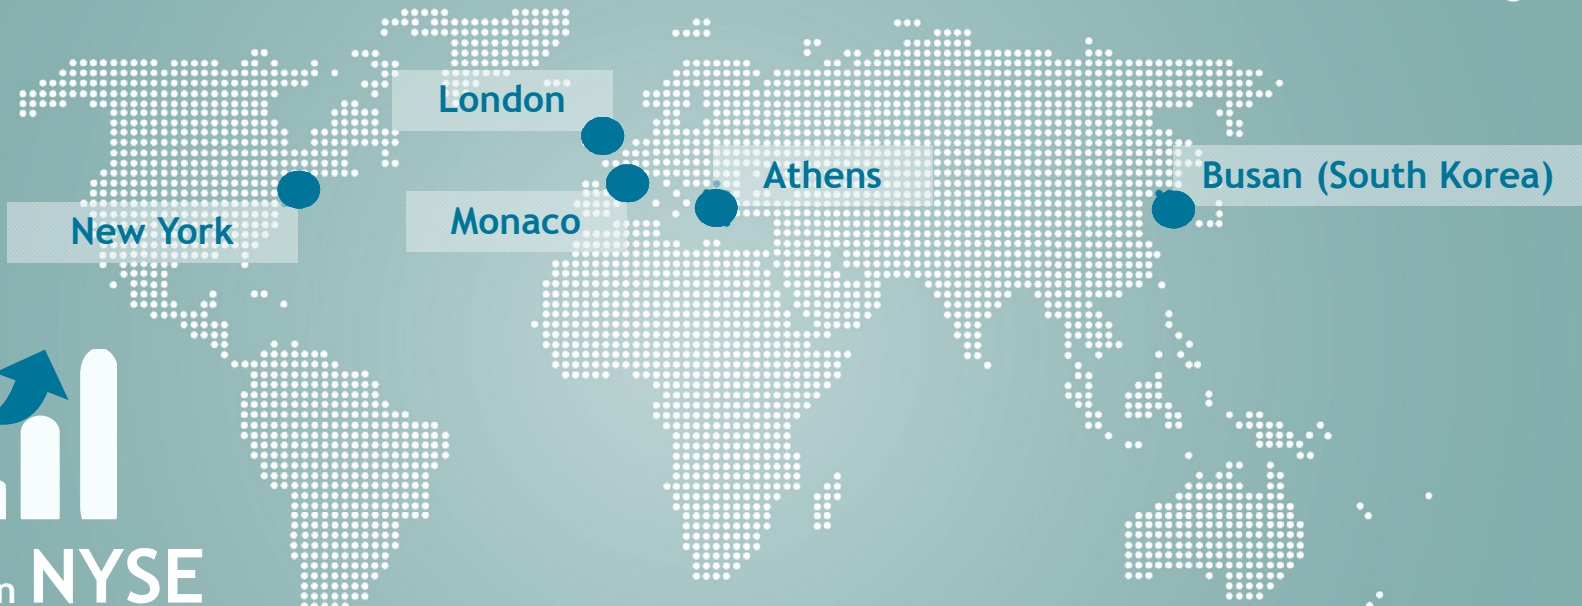 London
Athens
Busan (South Korea)
Monaco
New York
NYSE